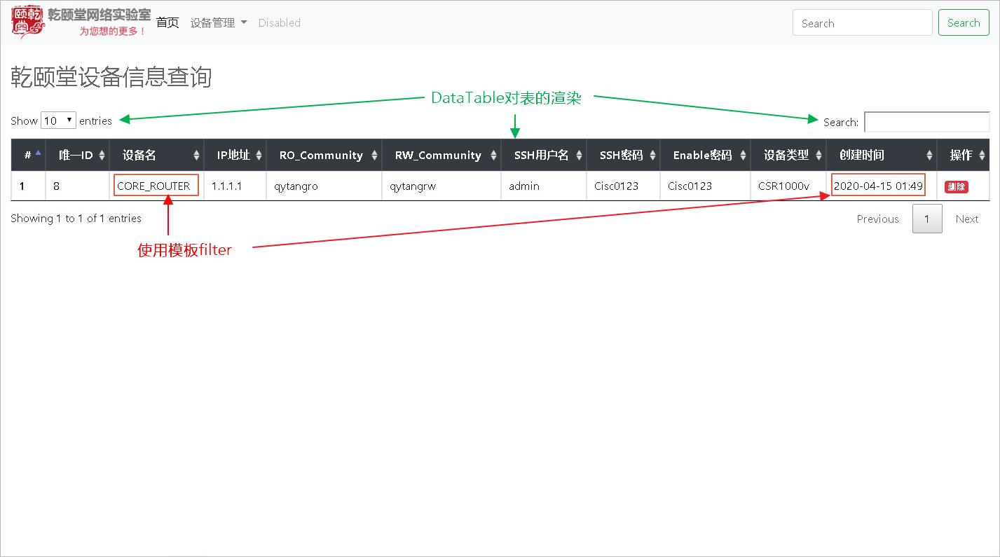 乾颐堂
乾颐堂网络实验室
为您想的更多！
首页 设备管理 Disabled Search Search
乾颐堂设备信息查询
DataTable对表的渲染
Show 10 entries Search:
# 唯一ID 设备名 IP地址 RO_Community RW_Community SSH用户名 SSH密码 Enable密码 设备类型 创建时间 操作
1 8 CORE_ROUTER 1.1.1.1 qytangro qytangrw admin Cisc0123 Cisc0123 CSR1000v 2020-04-15 01:49 删除
Showing 1 to 1 of 1 entries Previous 1 Next
使用模板filter